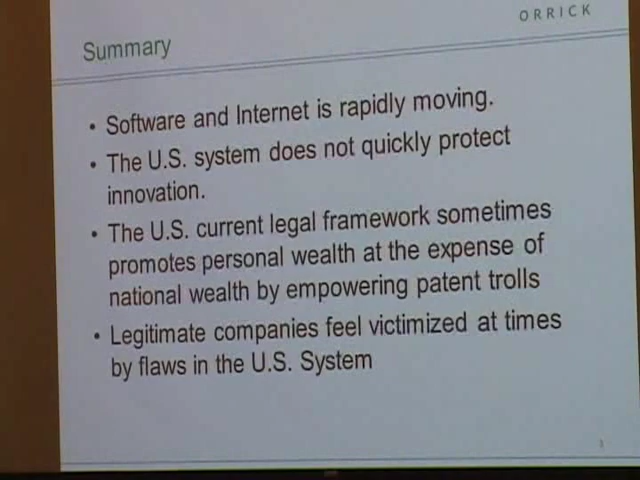 ORRICK
Summary
• Software and Internet is rapidly moving.
• The U.S. system does not quickly protect
innovation.
• The U.S. current legal framework sometimes
promotes personal wealth at the expense of
national wealth by empowering patent trolls
• Legitimate companies feel victimized at times
by flaws in the U.S. System